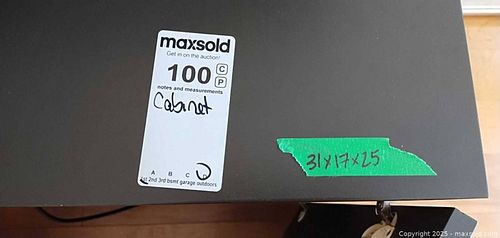 maxsold
Get in on the auction!
100 C
P
notes and measurements
Cabinet
A B C D
1st 2nd 3rd bsmt garage outdoors
31x17x25
Copyright 2025 - maxsold.com